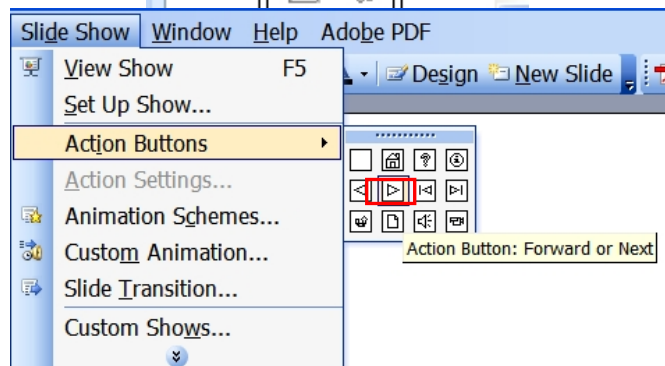 Slide Show Window Help Adobe PDF
View Show F5
Design New Slide
Set Up Show...
Action Buttons
Action Settings...
Animation Schemes...
Action Button: Forward or Next
Custom Animation...
Slide Transition...
Custom Shows...